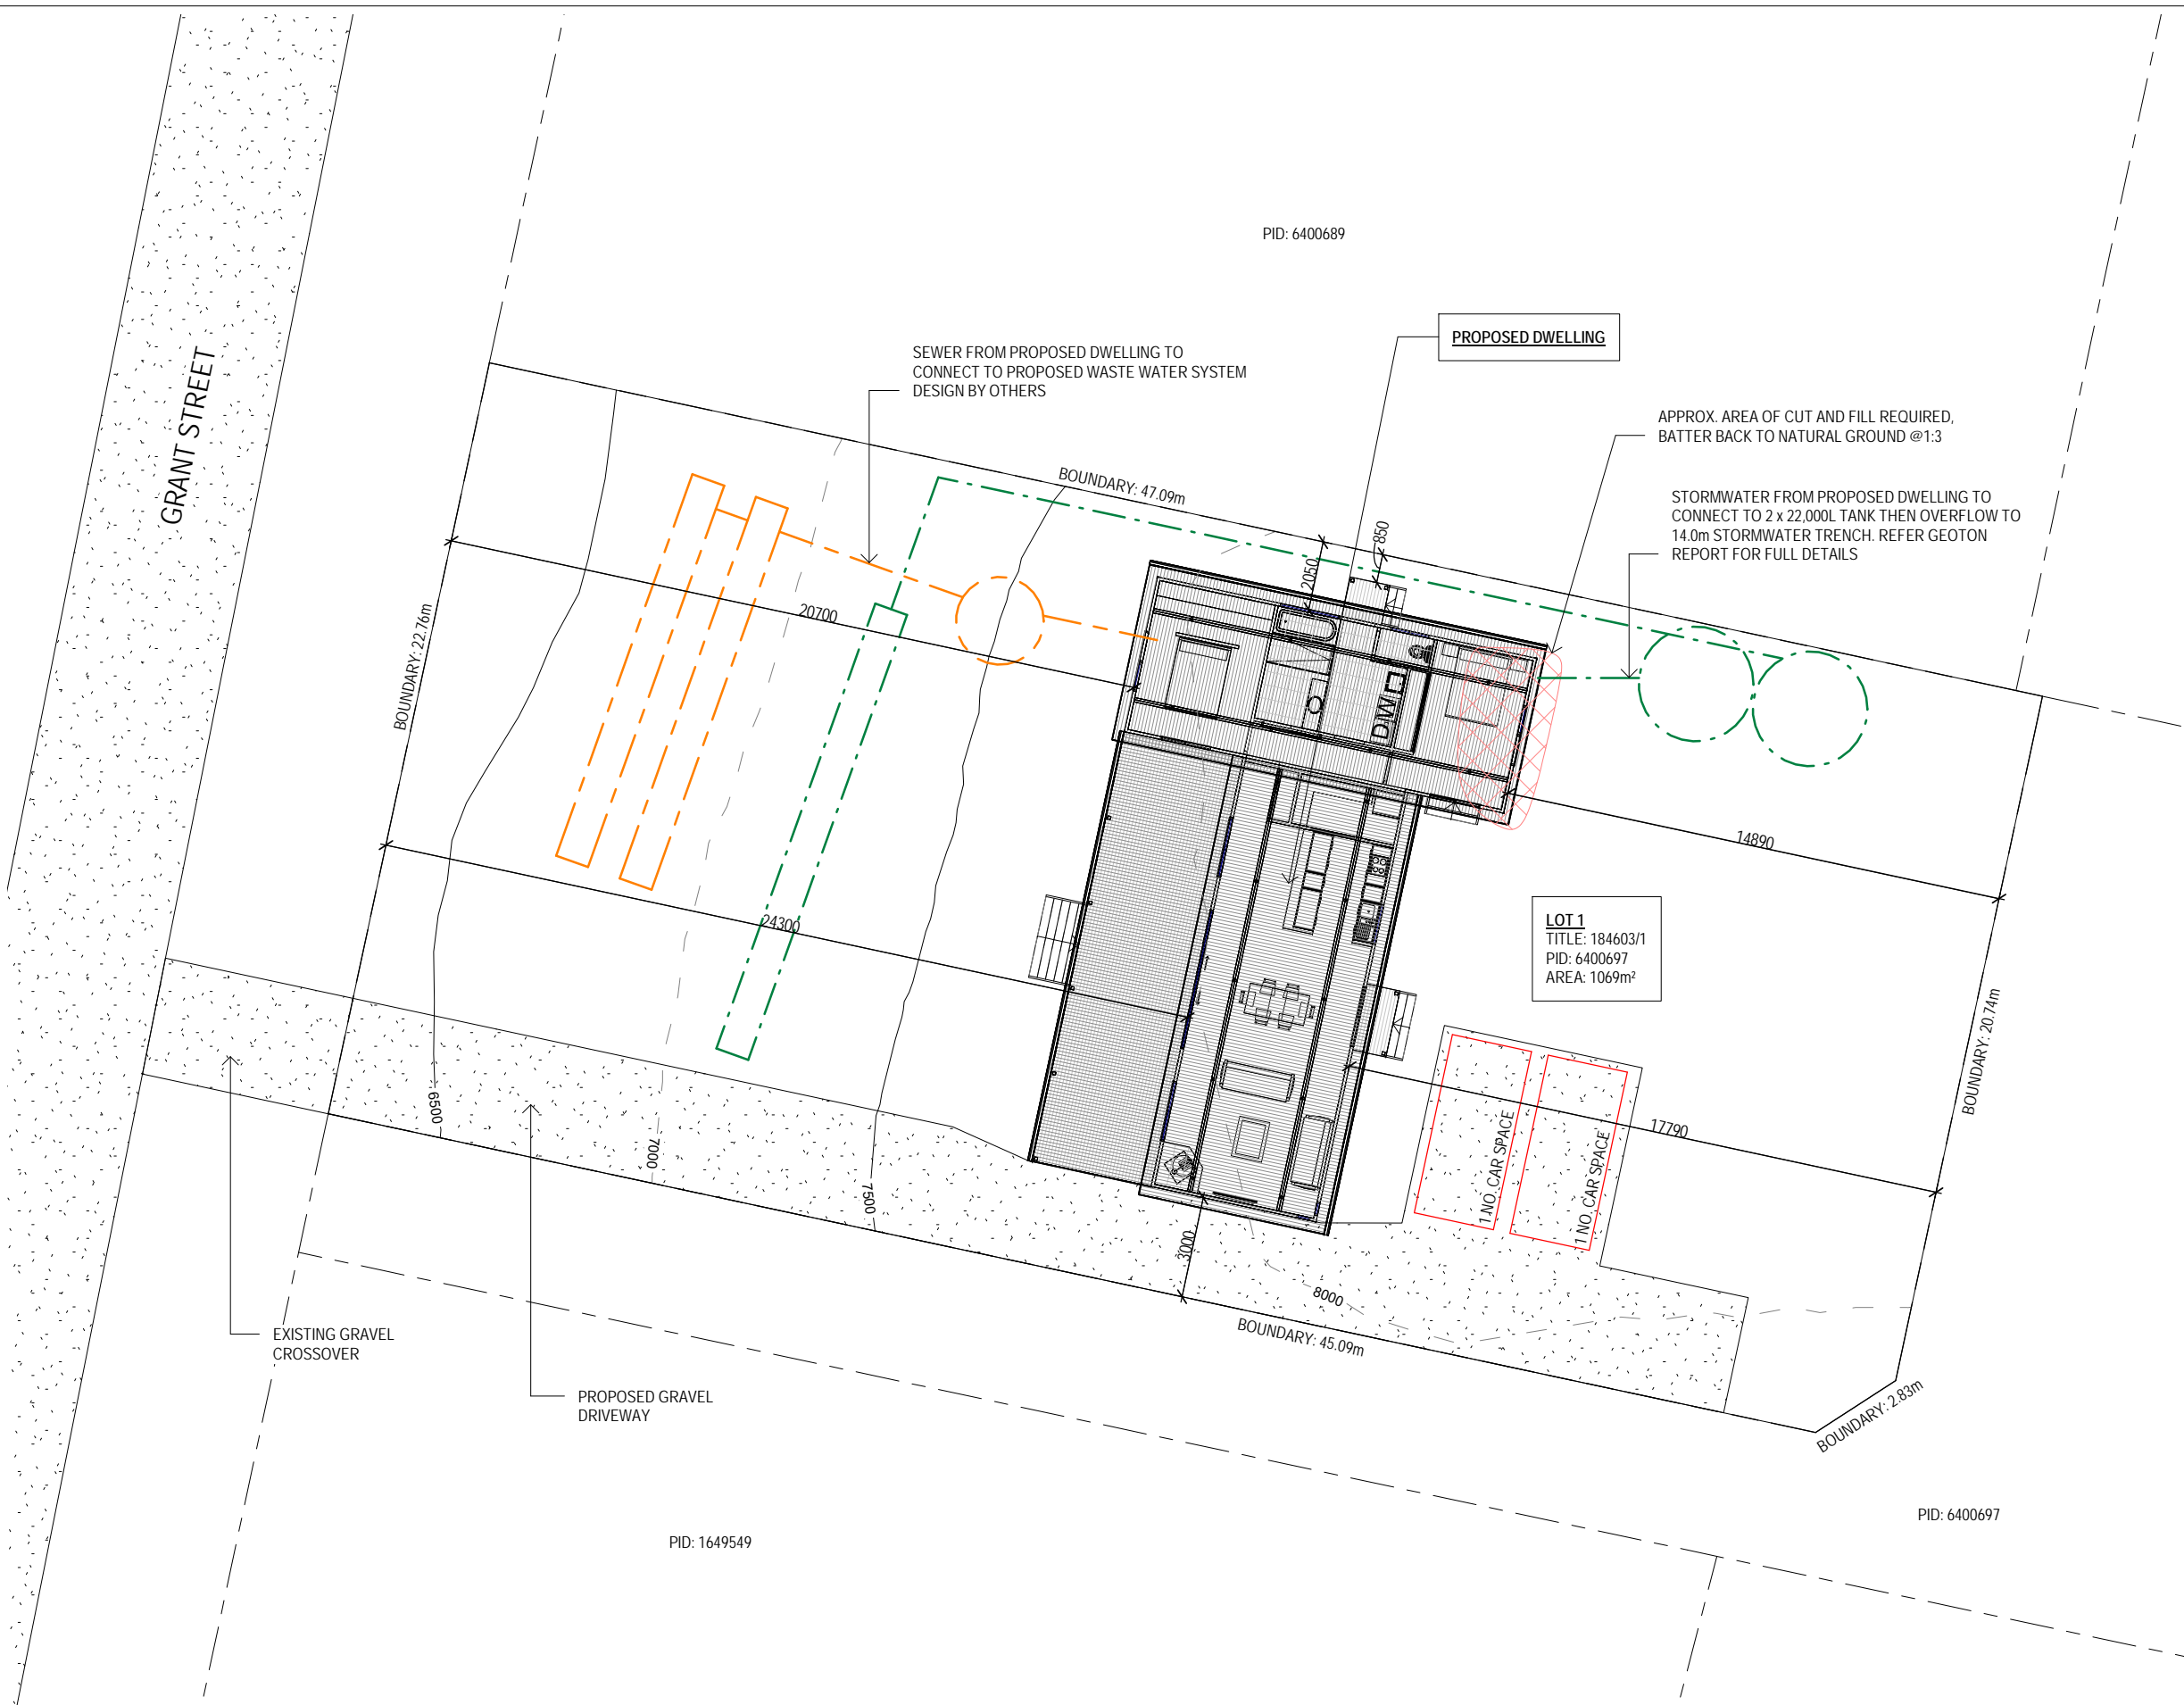 PID: 6400689
GRANT STREET
PROPOSED DWELLING
SEWER FROM PROPOSED DWELLING TO
CONNECT TO PROPOSED WASTE WATER SYSTEM
DESIGN BY OTHERS
APPROX. AREA OF CUT AND FILL REQUIRED,
BATTER BACK TO NATURAL GROUND @1:3
STORMWATER FROM PROPOSED DWELLING TO
CONNECT TO 2 x 22,000L TANK THEN OVERFLOW TO
14.0m STORMWATER TRENCH. REFER GEOTON
REPORT FOR FULL DETAILS
BOUNDARY: 47.09m
850
2050
20700
BOUNDARY: 22.76m
DW
14890
24300
LOT 1
TITLE: 184603/1
PID: 6400697
AREA: 1069m²
BOUNDARY: 20.74m
6500
7000
7500
1 NO. CAR SPACE
1 NO. CAR SPACE
17790
3000
8000
BOUNDARY: 45.09m
EXISTING GRAVEL
CROSSOVER
PROPOSED GRAVEL
DRIVEWAY
BOUNDARY: 2.83m
PID: 1649549
PID: 6400697